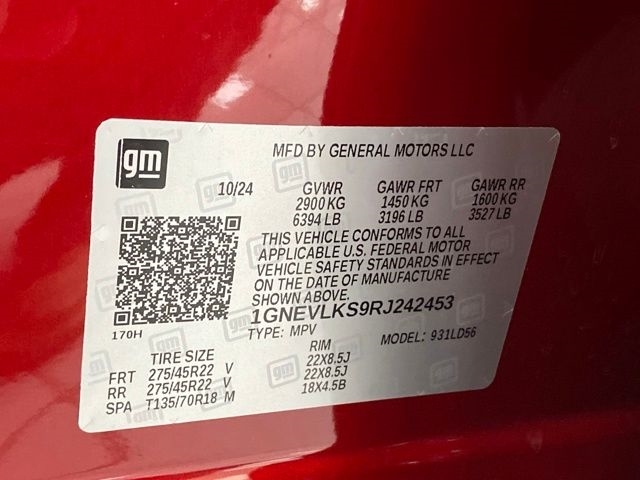 gm
MFD BY GENERAL MOTORS LLC
10/24 GVWR GAWR FRT GAWR RR
2900 KG 1450 KG 1600 KG
6394 LB 3196 LB 3527 LB
THIS VEHICLE CONFORMS TO ALL
APPLICABLE U.S. FEDERAL MOTOR
VEHICLE SAFETY STANDARDS IN EFFECT
ON THE DATE OF MANUFACTURE
SHOWN ABOVE.
1GNEVLKS9RJ242453
170H
TYPE: MPV MODEL: 931LD56
TIRE SIZE RIM
FRT 275/45R22 V 22X8.5J
RR 275/45R22 V 22X8.5J
SPA T135/70R18 M 18X4.5B